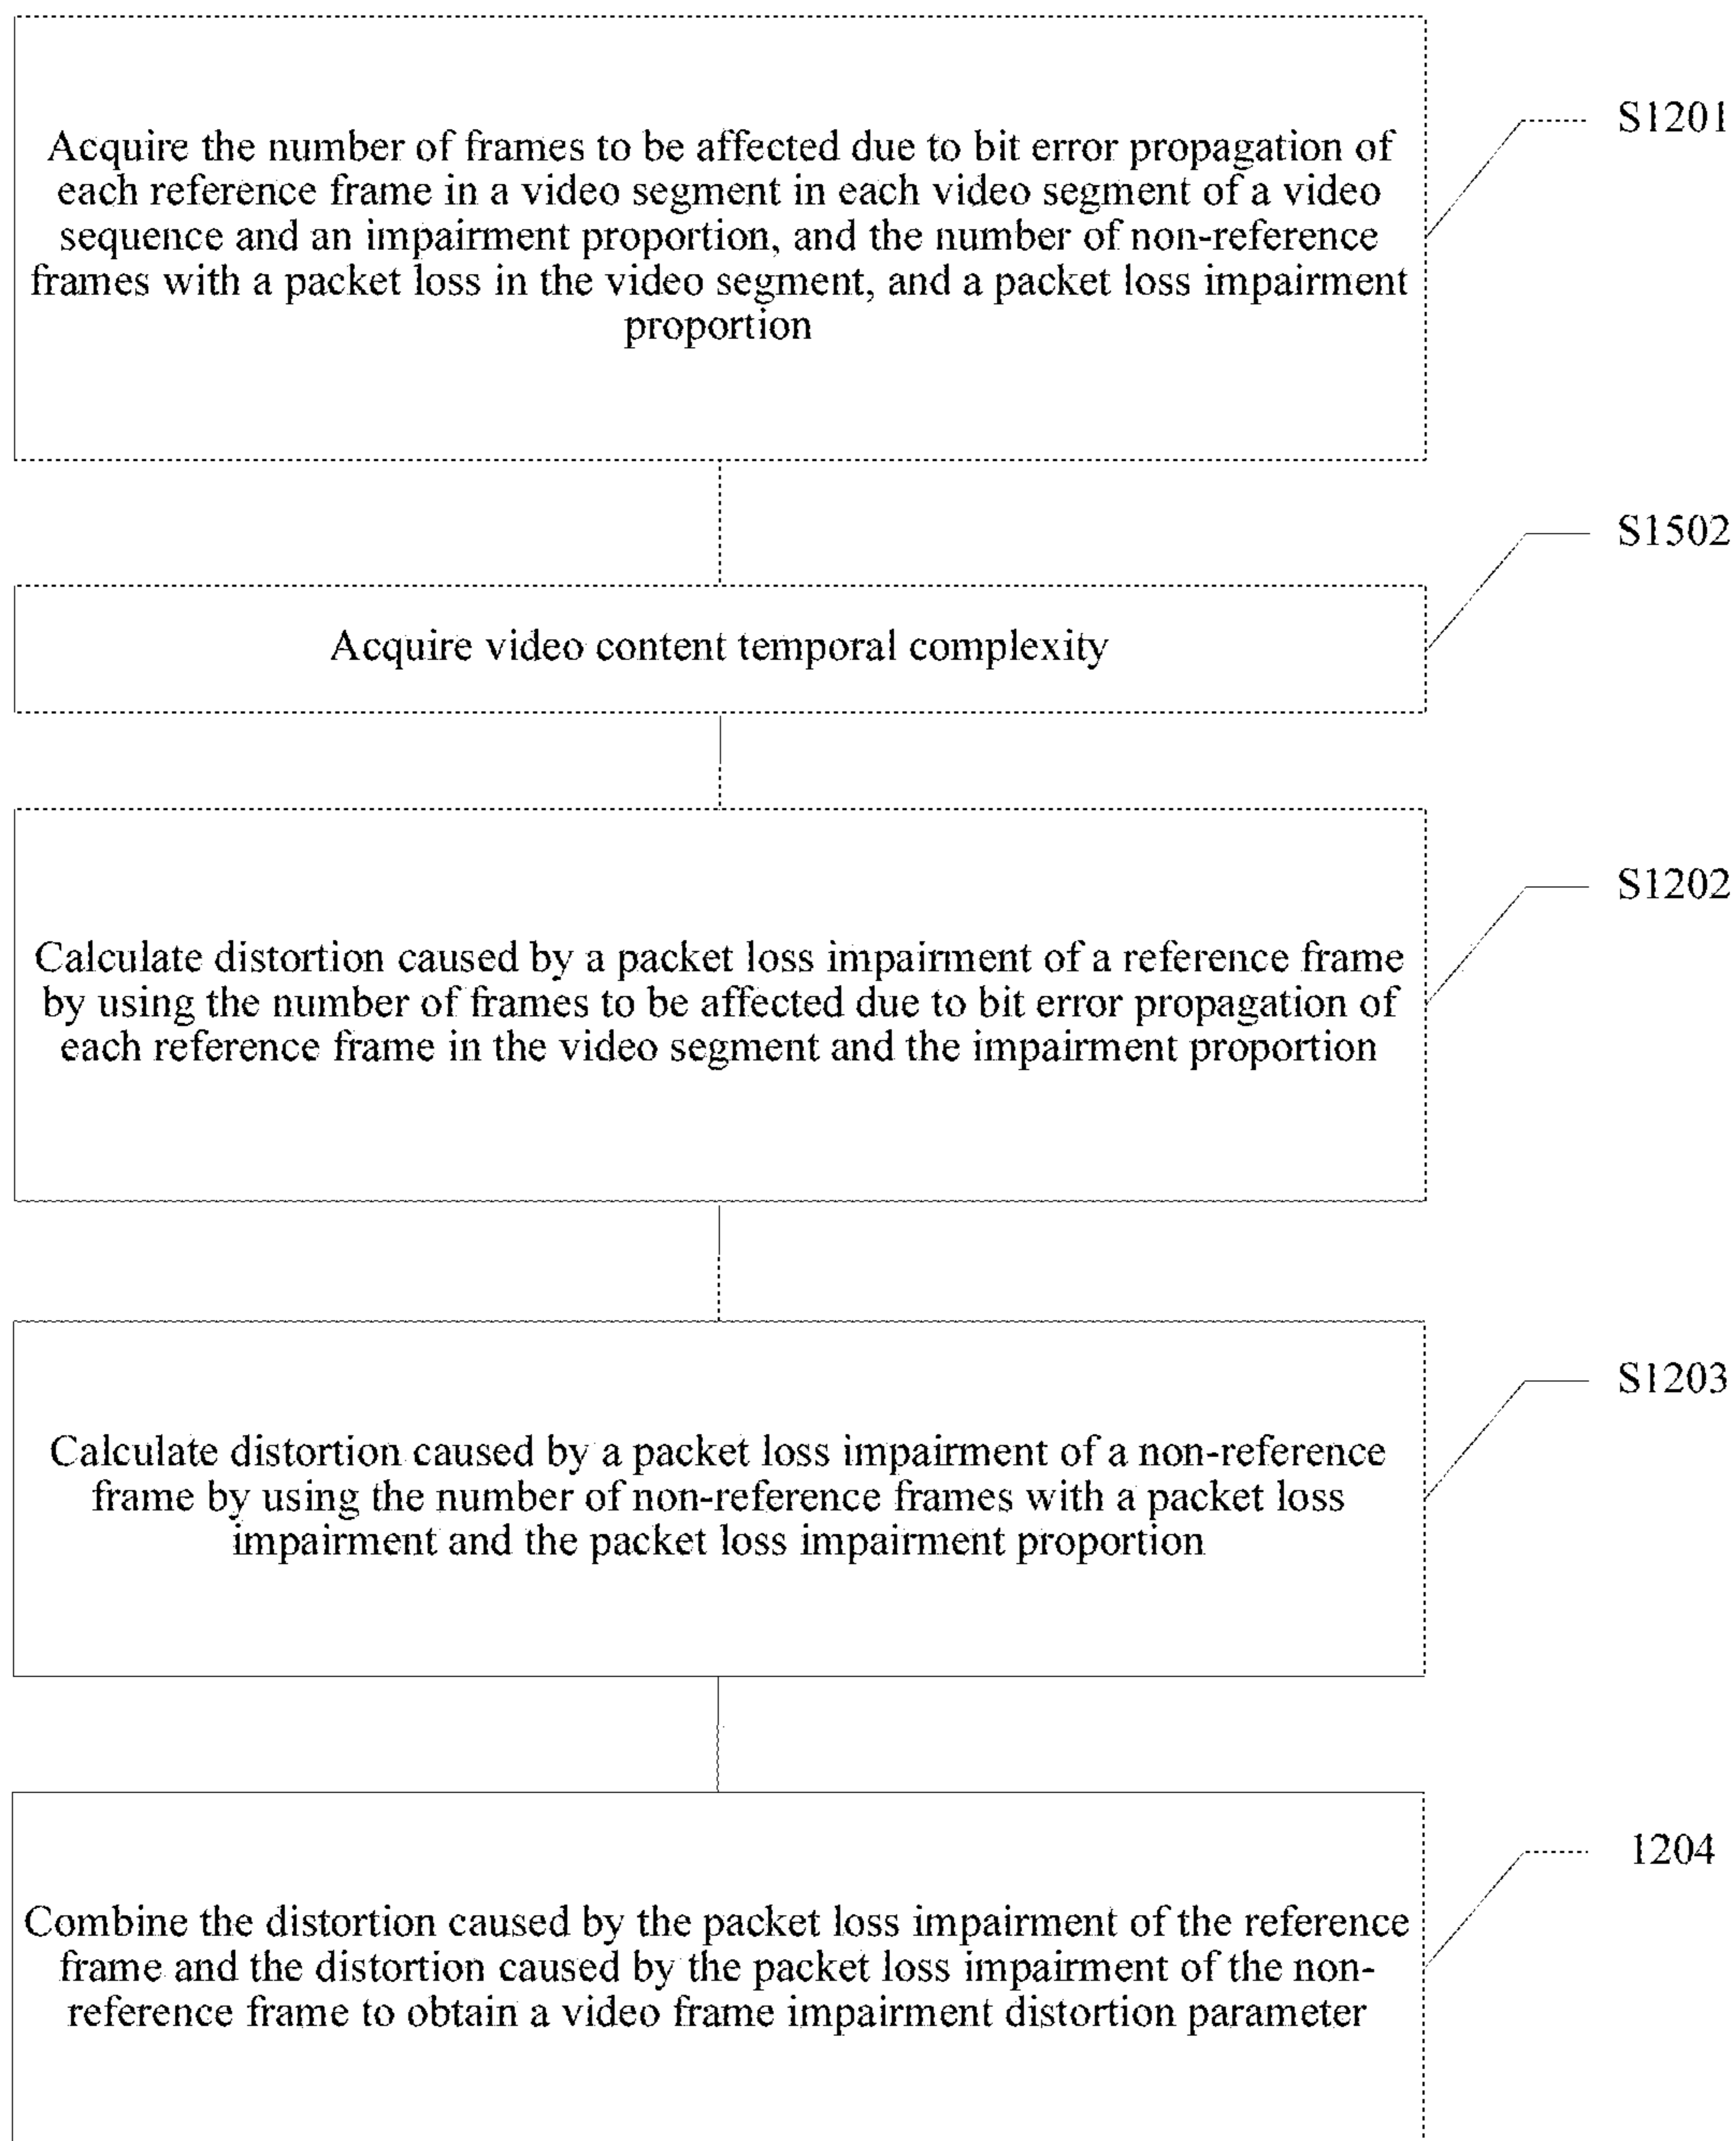 S1201
Acquire the number of frames to be affected due to bit error propagation of
each reference frame in a video segment in each video segment of a video
sequence and an impairment proportion, and the number of non-reference
frames with a packet loss in the video segment, and a packet loss impairment
proportion
S1502
Acquire video content temporal complexity
S1202
Calculate distortion caused by a packet loss impairment of a reference frame
by using the number of frames to be affected due to bit error propagation of
each reference frame in the video segment and the impairment proportion
S1203
Calculate distortion caused by a packet loss impairment of a non-reference
frame by using the number of non-reference frames with a packet loss
impairment and the packet loss impairment proportion
1204
Combine the distortion caused by the packet loss impairment of the reference
frame and the distortion caused by the packet loss impairment of the non-
reference frame to obtain a video frame impairment distortion parameter